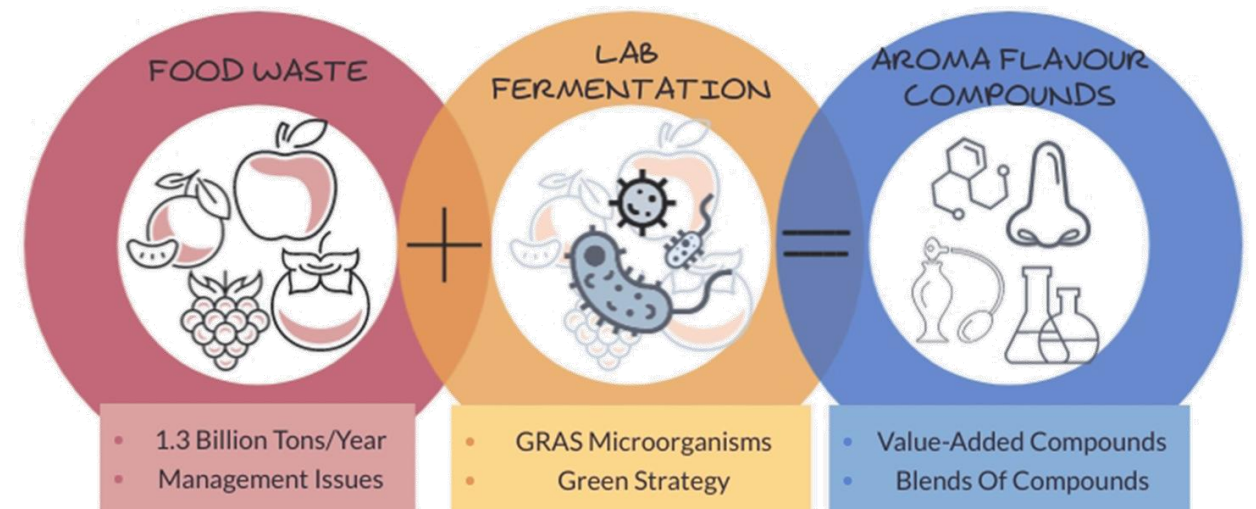 FOOD WASTE
+
LAB
FERMENTATION
=
AROMA FLAVOUR
COMPOUNDS
• 1.3 Billion Tons/Year
• Management Issues
• GRAS Microorganisms
• Green Strategy
• Value-Added Compounds
• Blends Of Compounds